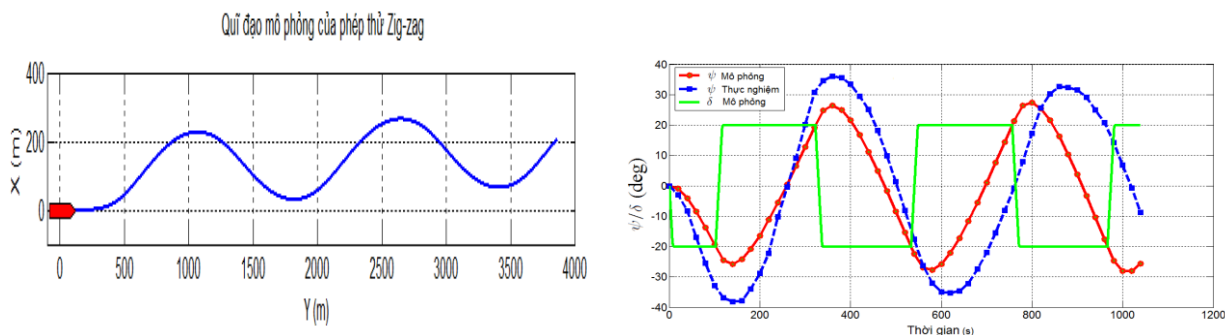 Quĩ đạo mô phỏng của phép thử Zig-zag
X (m)
400
200
0
0 500 1000 1500 2000 2500 3000 3500 4000
Y (m)
ψ/δ (deg)
40
30
20
10
0
-10
-20
-30
-40
ψ Mô phỏng
ψ Thực nghiệm
δ Mô phỏng
0 200 400 600 800 1000 1200
Thời gian (s)